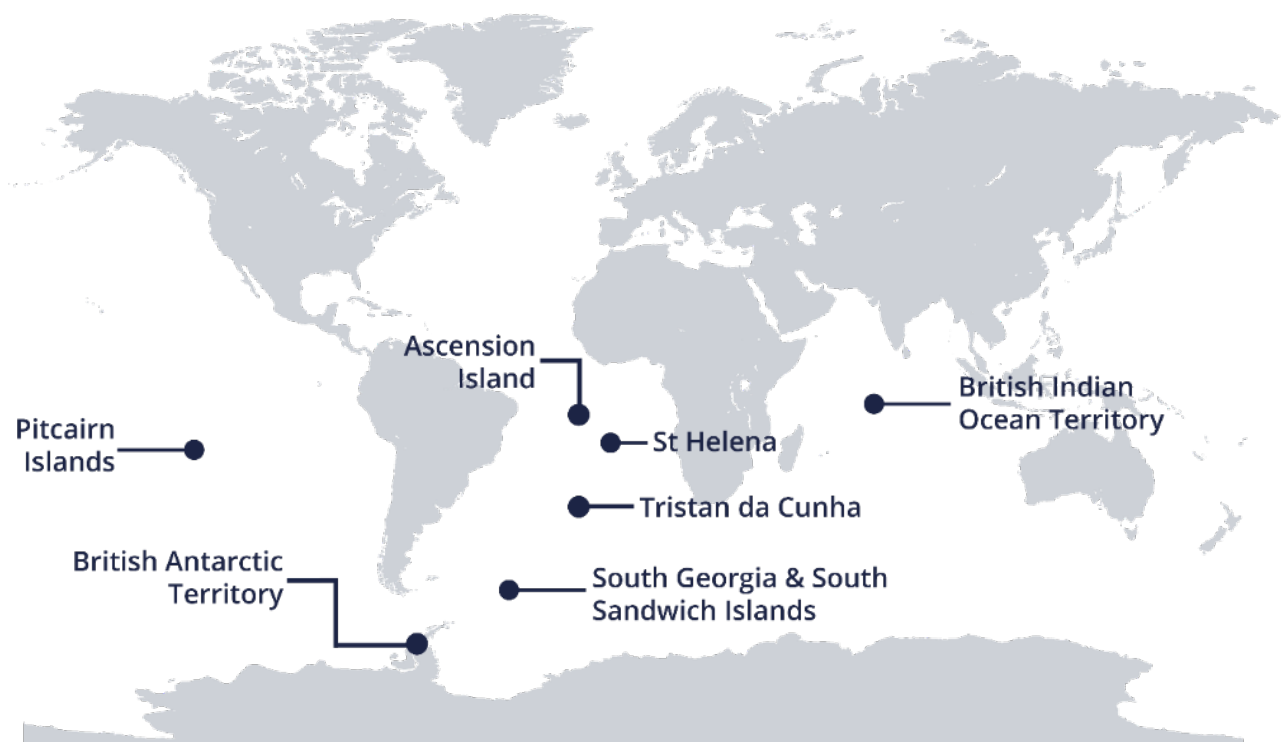 Ascension
Island
British Indian
Ocean Territory
Pitcairn
Islands
St Helena
Tristan da Cunha
British Antarctic
Territory
South Georgia & South
Sandwich Islands